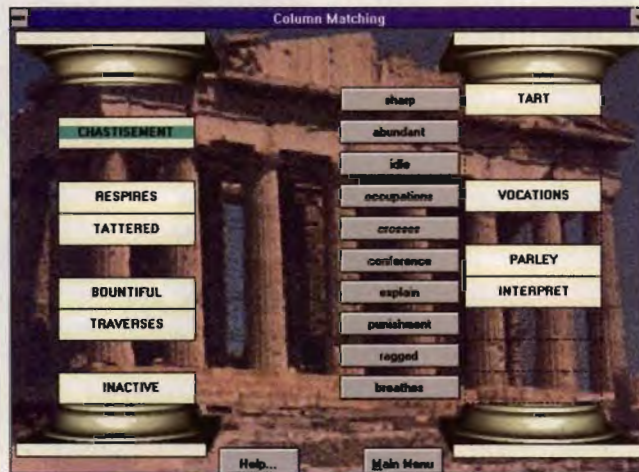 Column Matching
CHASTISEMENT
RESPIRES
TATTERED
BOUNTIFUL
TRAVERSES
INACTIVE
sharp
abundant
idle
occupations
crosses
conference
explain
punishment
ragged
breathes
TART
VOCATIONS
PARLEY
INTERPRET
Help...
Main Menu